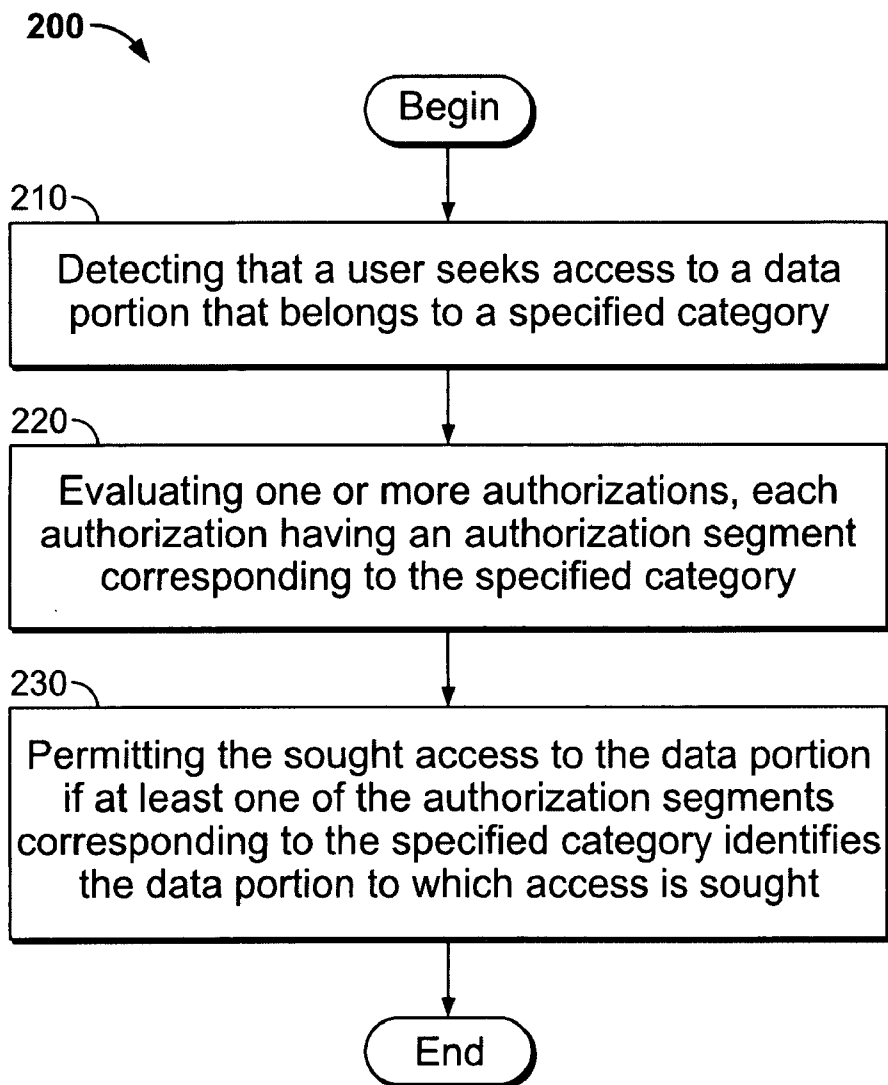 200
Begin
210
Detecting that a user seeks access to a data
portion that belongs to a specified category
220
Evaluating one or more authorizations, each
authorization having an authorization segment
corresponding to the specified category
230
Permitting the sought access to the data portion
if at least one of the authorization segments
corresponding to the specified category identifies
the data portion to which access is sought
End